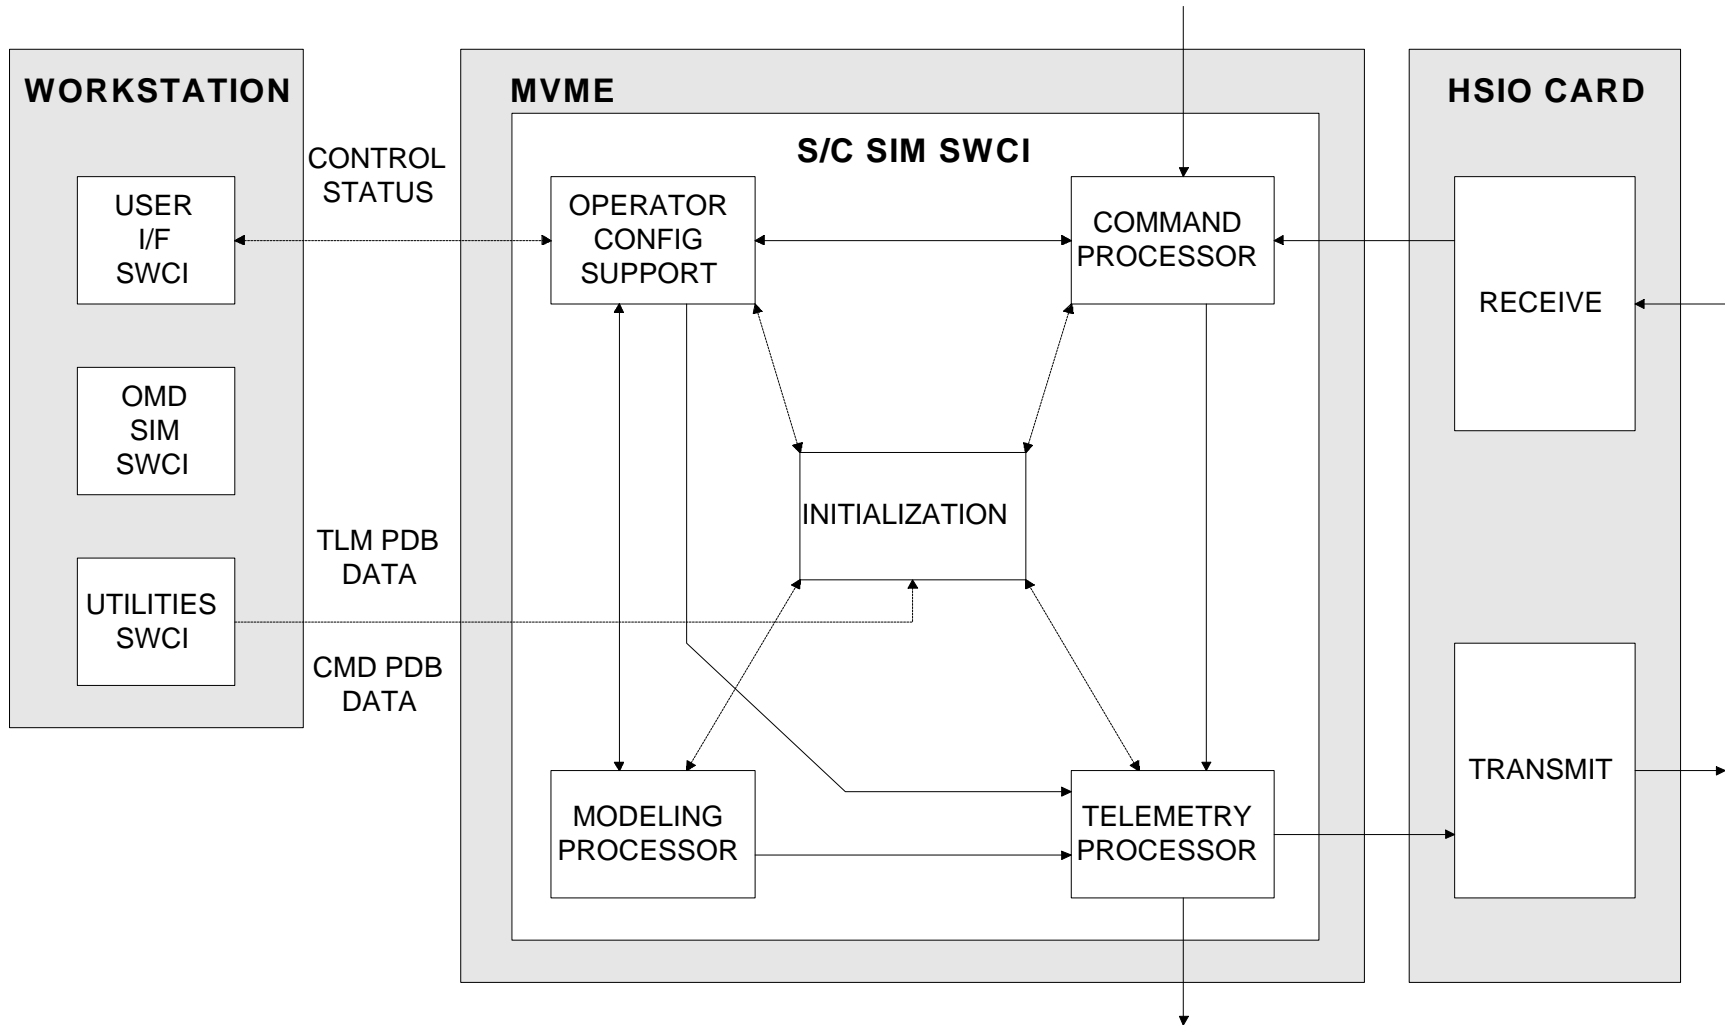 WORKSTATION
USER
I/F
SWCI
OMD
SIM
SWCI
UTILITIES
SWCI
CONTROL
STATUS
TLM PDB
DATA
CMD PDB
DATA
MVME
S/C SIM SWCI
OPERATOR
CONFIG
SUPPORT
COMMAND
PROCESSOR
INITIALIZATION
MODELING
PROCESSOR
TELEMETRY
PROCESSOR
HSIO CARD
RECEIVE
TRANSMIT